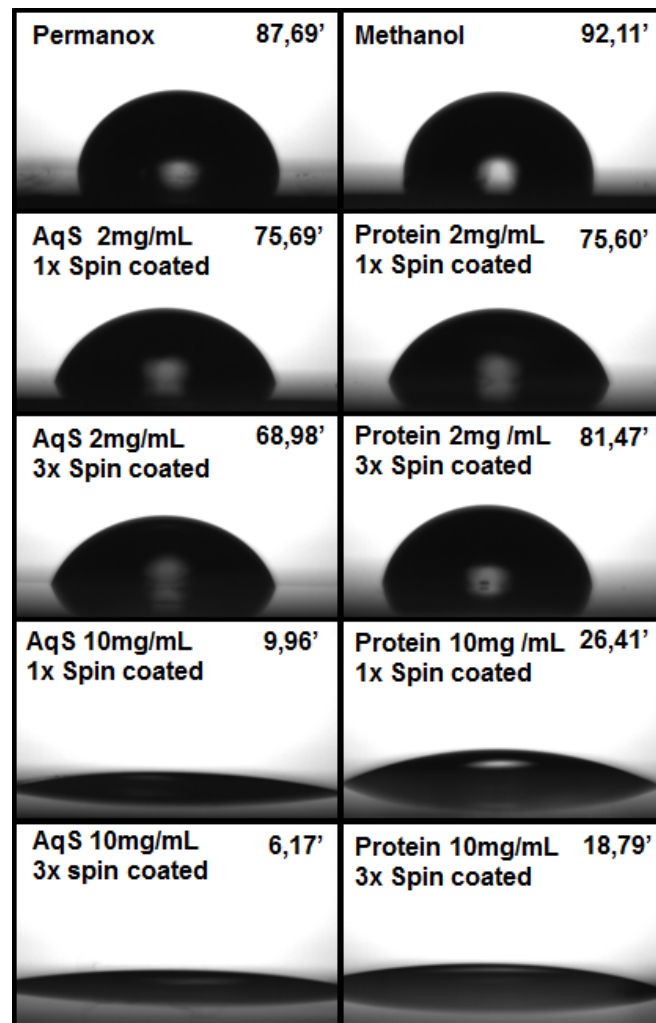 Permanox 87,69'
Methanol 92,11'
AqS 2mg/mL 75,69'
1x Spin coated
Protein 2mg/mL 75,60'
1x Spin coated
AqS 2mg/mL 68,98'
3x Spin coated
Protein 2mg /mL 81,47'
3x Spin coated
AqS 10mg/mL 9,96'
1x Spin coated
Protein 10mg /mL 26,41'
1x Spin coated
AqS 10mg/mL 6,17'
3x spin coated
Protein 10mg/mL 18,79'
3x Spin coated